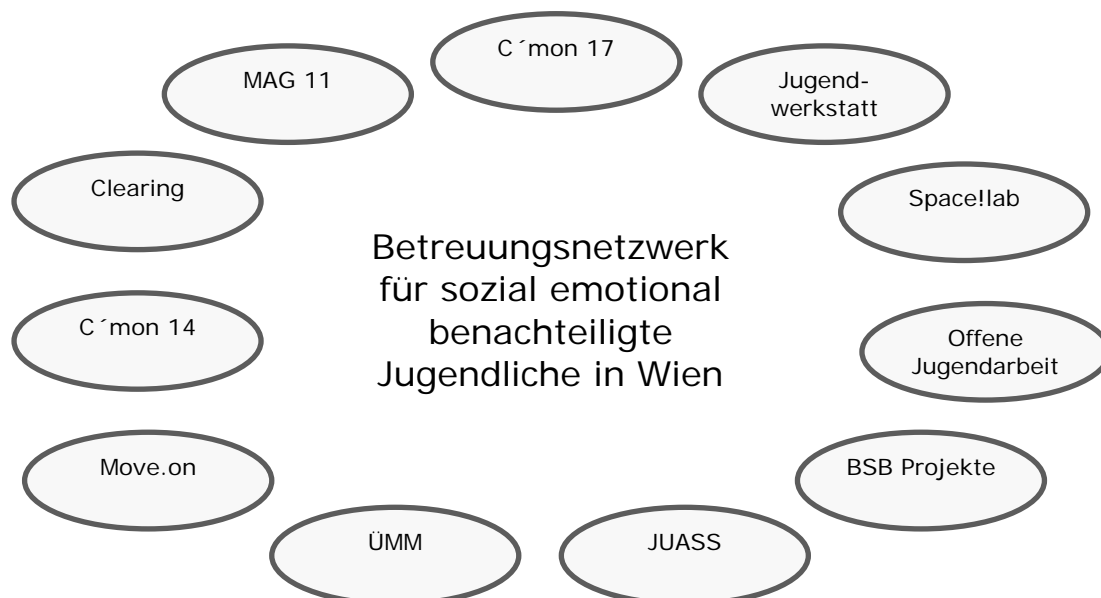 C´mon 17
MAG 11
Jugend-
werkstatt
Clearing
Space!lab
Betreuungsnetzwerk
für sozial emotional
benachteiligte
Jugendliche in Wien
C´mon 14
Offene
Jugendarbeit
Move.on
BSB Projekte
ÜMM
JUASS